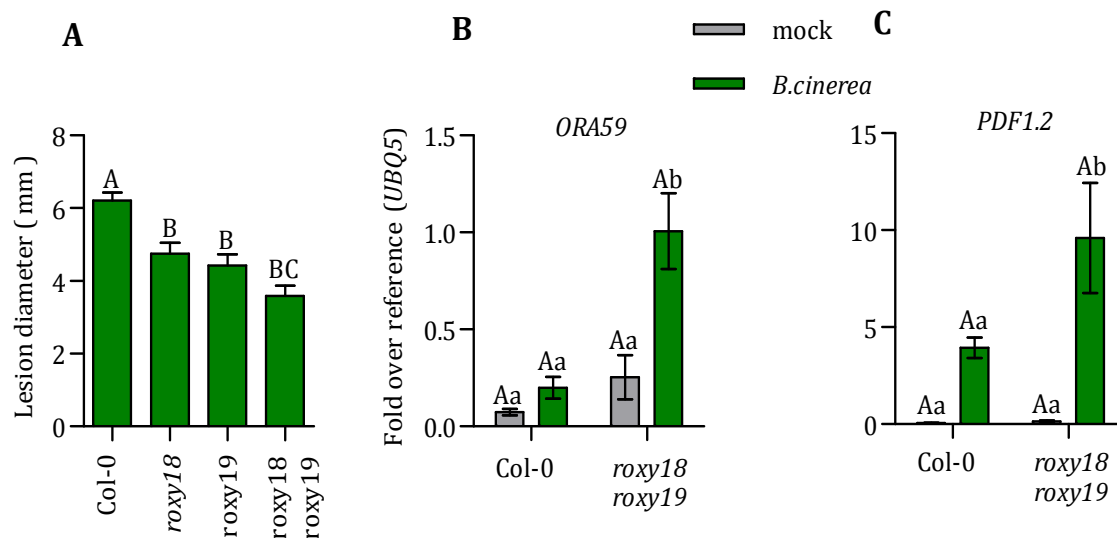 A
Lesion diameter ( mm )
8
6
4
2
0
A
B
B
BC
Col-0
roxy18
roxy19
roxy18
roxy19
B
mock
B.cinerea
ORA59
Fold over reference (UBQ5)
1.5
1.0
0.5
0.0
Aa
Aa
Aa
Ab
Col-0
roxy18
roxy19
C
PDF1.2
15
10
5
0
Aa
Aa
Aa
Ab
Col-0
roxy18
roxy19